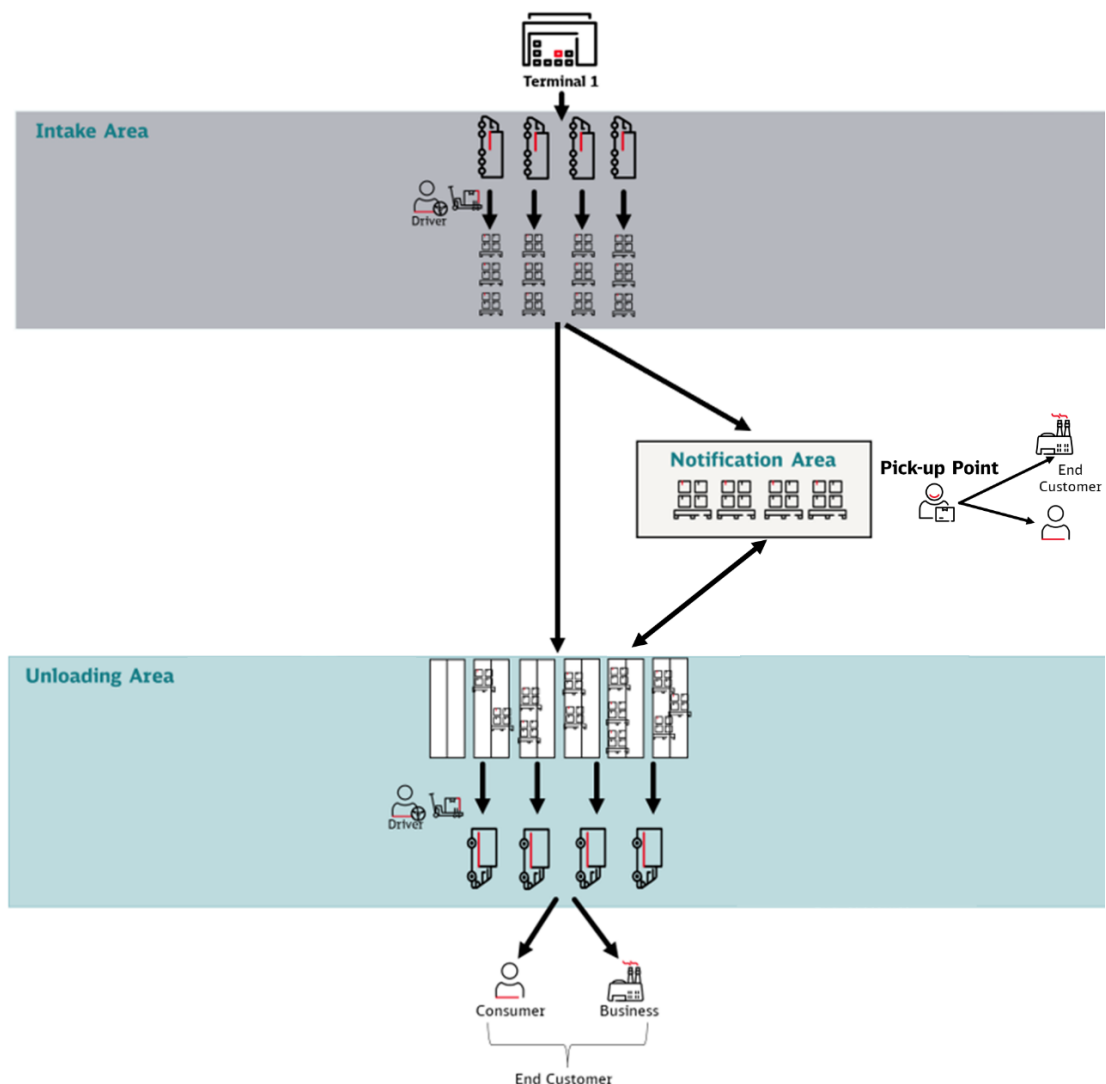 Terminal 1
Intake Area
Driver
Notification Area
Pick-up Point
End
Customer
Unloading Area
Driver
Consumer
Business
End Customer